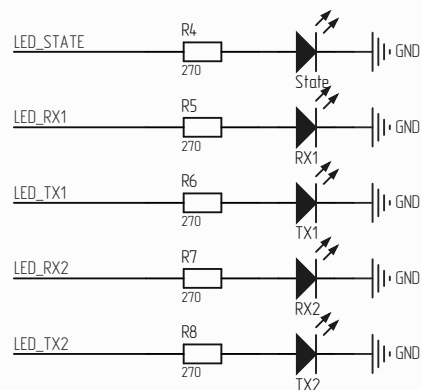 R4
LED_STATE
270
State
GND
R5
LED_RX1
270
RX1
GND
R6
LED_TX1
270
TX1
GND
R7
LED_RX2
270
RX2
GND
R8
LED_TX2
270
TX2
GND